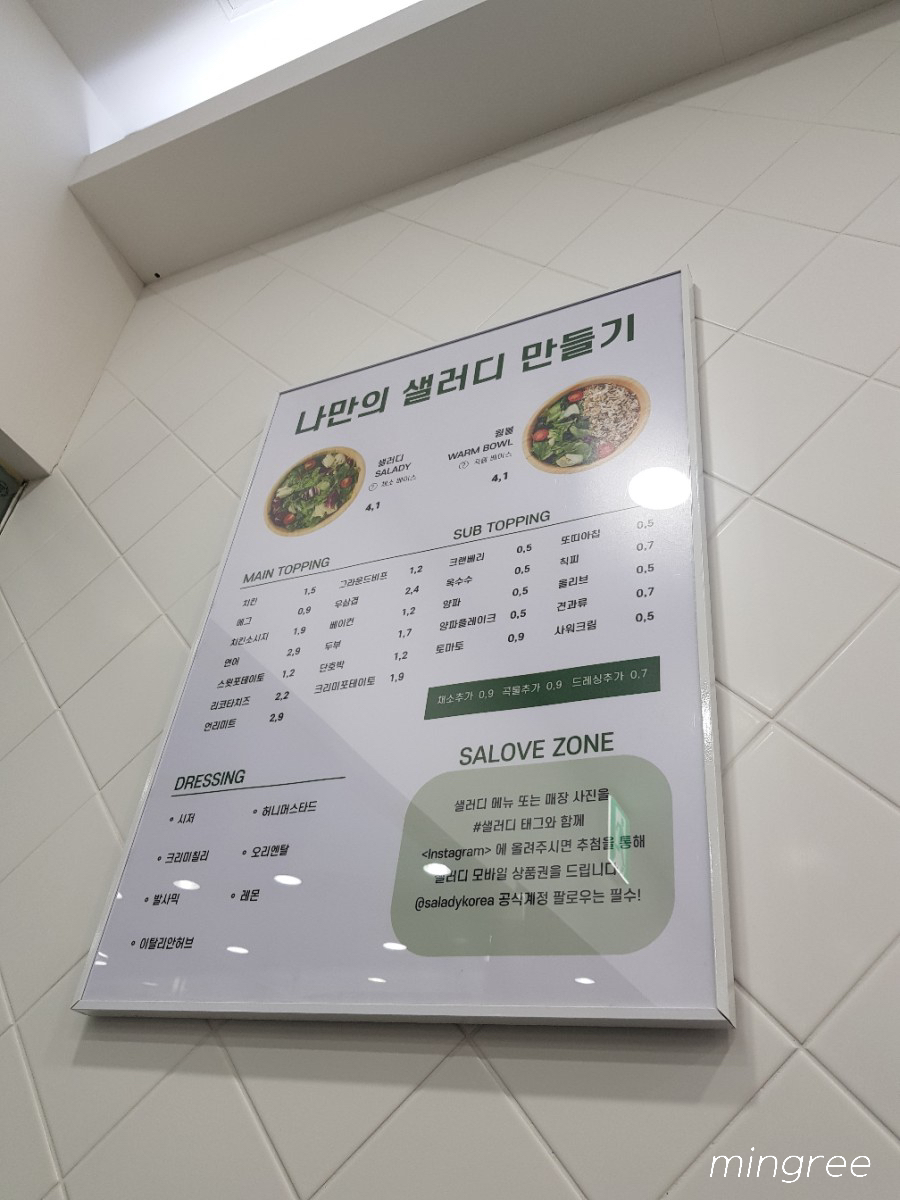 나만의 샐러디 만들기
샐러디
SALADY
채소 베이스
4,1
웜볼
WARM BOWL
곡물 베이스
4,1
MAIN TOPPING
치킨 1,5
에그 0,9
치킨소시지 1,9
연어 2,9
스윗포테이토 1,2
리코타치즈 2,2
언리미트 2,9
그라운드비프 1,2
우삼겹 2,4
베이컨 1,2
두부 1,7
단호박 1,2
크리미포테이토 1,9
SUB TOPPING
크랜베리 0,5
옥수수 0,5
양파 0,5
양파플레이크 0,5
토마토 0,9
또띠아칩 0,5
칙피 0,7
올리브 0,5
견과류 0,7
사워크림 0,5
채소추가 0,9 곡물추가 0,9 드레싱추가 0,7
DRESSING
시저
허니머스타드
크리미칠리
오리엔탈
발사믹
레몬
이탈리안허브
SALOVE ZONE
샐러디 메뉴 또는 매장 사진을
#샐러디 태그와 함께
<Instagram> 에 올려주시면 추첨을 통해
샐러디 모바일 상품권을 드립니다
@saladykorea 공식계정 팔로우는 필수!
mingree